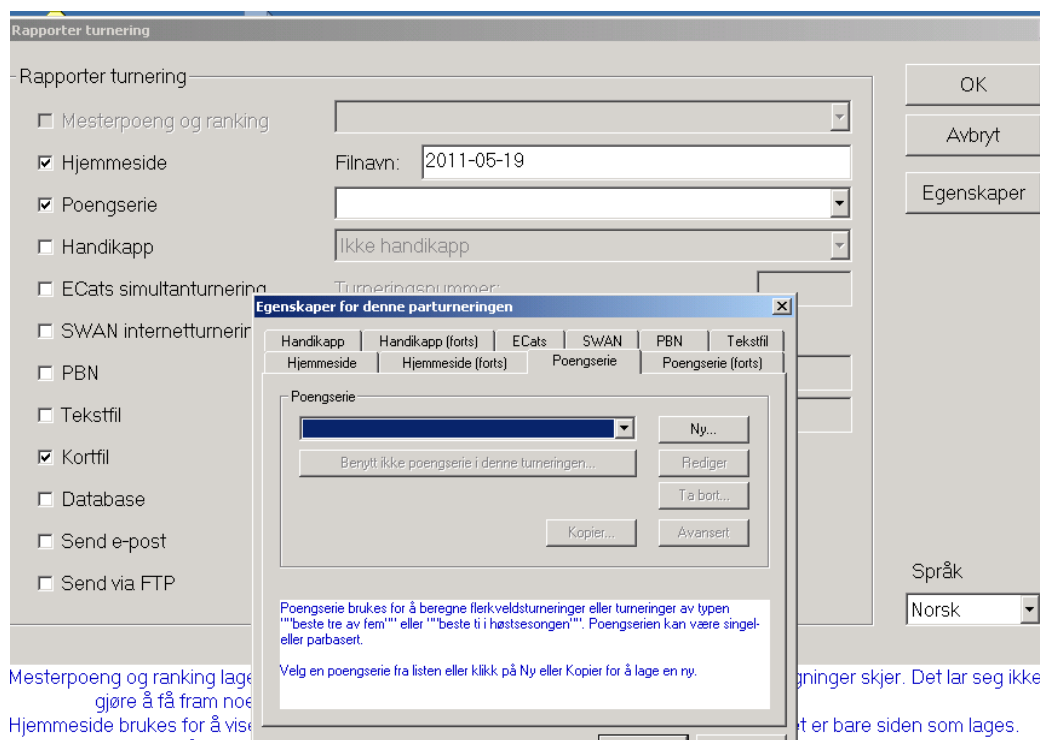 Rapporter turnering
Rapporter turnering
Mesterpoeng og ranking
Hjemmeside Filnavn: 2011-05-19
Poengserie
Handikapp Ikke handikapp
ECats simultanturnering Turneringsnummer:
SWAN internetturnerin
PBN
Tekstfil
Kortfil
Database
Send e-post
Send via FTP
OK
Avbryt
Egenskaper
Språk
Norsk
Egenskaper for denne parturneringen
Handikapp Handikapp (forts) ECats SWAN PBN Tekstfil
Hjemmeside Hjemmeside (forts) Poengserie Poengserie (forts)
Poengserie
Ny...
Benytt ikke poengserie i denne turneringen... Rediger
Ta bort...
Kopier... Avansert
Poengserie brukes for å beregne flerkveldsturneringer eller turneringer av typen
""beste tre av fem"" eller ""beste ti i høstsesongen"". Poengserien kan være singel-
eller parbasert.
Velg en poengserie fra listen eller klikk på Ny eller Kopier for å lage en ny.
Mesterpoeng og ranking lage gninger skjer. Det lar seg ikke
gjøre å få fram noe
Hjemmeside brukes for å vise et er bare siden som lages.